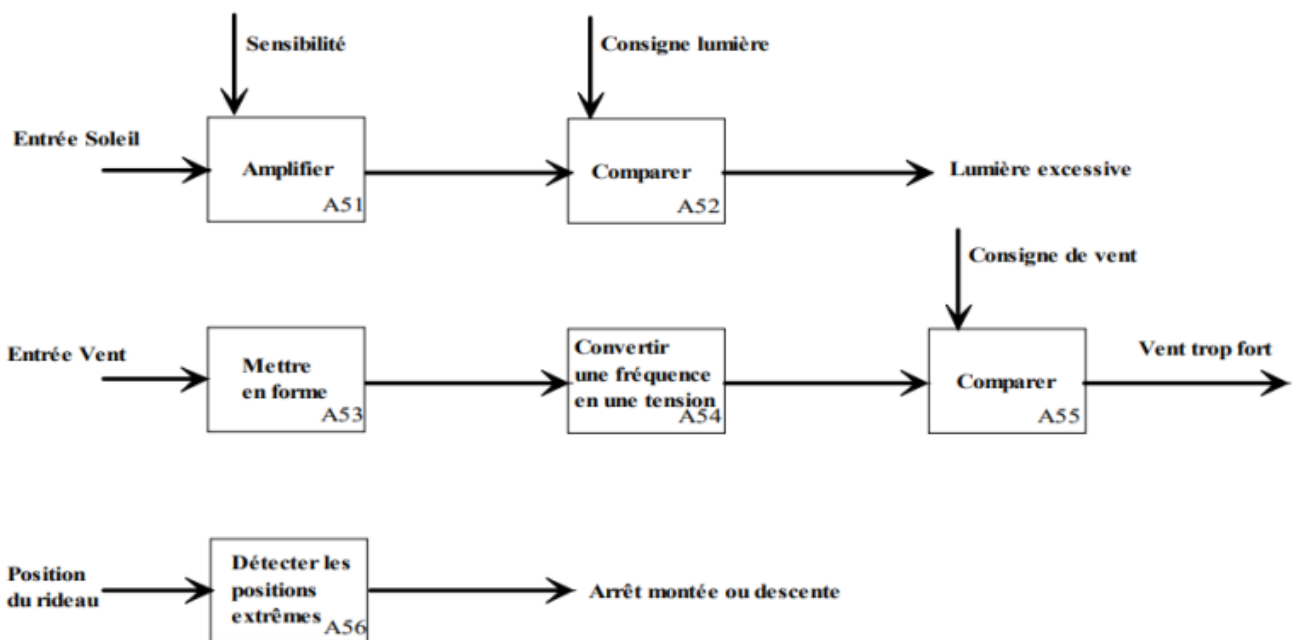 Sensibilité
Consigne lumière
Entrée Soleil
Amplifier
A51
Comparer
A52
Lumière excessive
Consigne de vent
Entrée Vent
Mettre
en forme
A53
Convertir
une fréquence
en une tension
A54
Comparer
A55
Vent trop fort
Position
du rideau
Détecter les
positions
extrêmes
A56
Arrêt montée ou descente